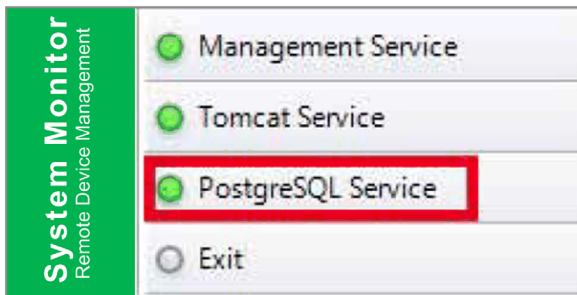 System Monitor
Remote Device Management
Management Service
Tomcat Service
PostgreSQL Service
Exit